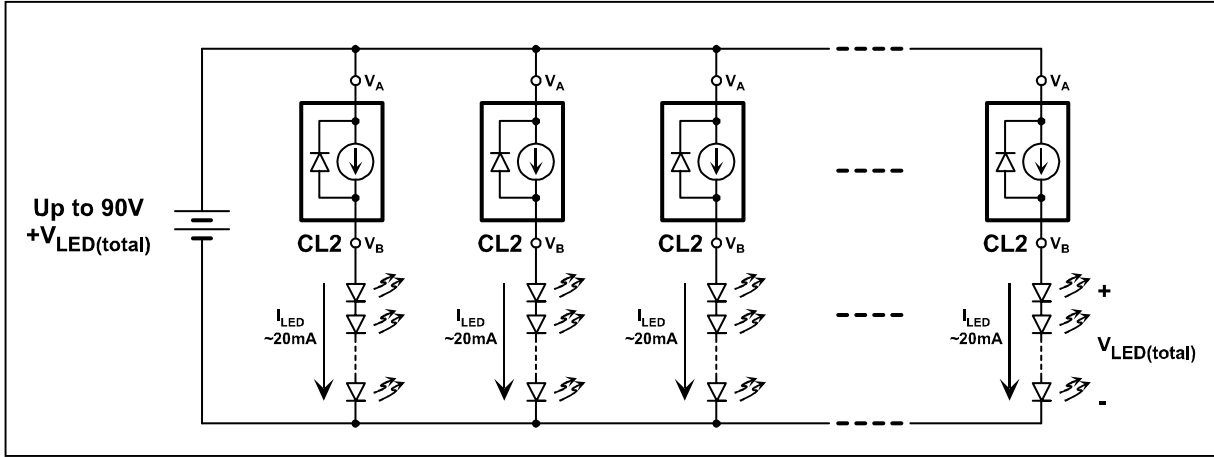 V_A
V_A
V_A
V_A
Up to 90V
+V_LED(total)
CL2 V_B
CL2 V_B
CL2 V_B
CL2 V_B
I_LED
~20mA
I_LED
~20mA
I_LED
~20mA
I_LED
~20mA
+
V_LED(total)
-